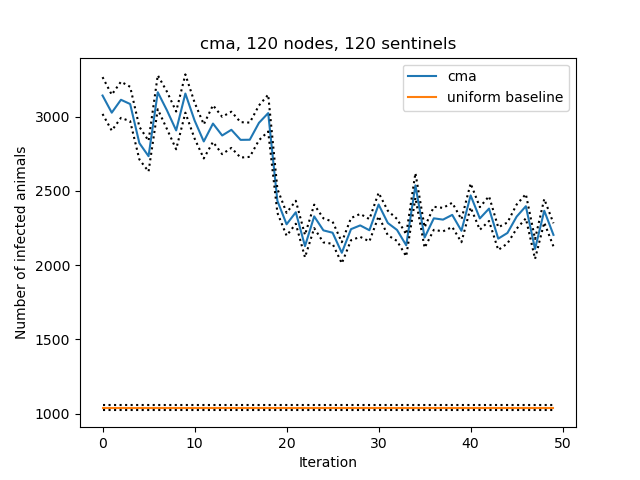 cma, 120 nodes, 120 sentinels
cma
uniform baseline
Number of infected animals
3000
2500
2000
1500
1000
0 10 20 30 40 50
Iteration